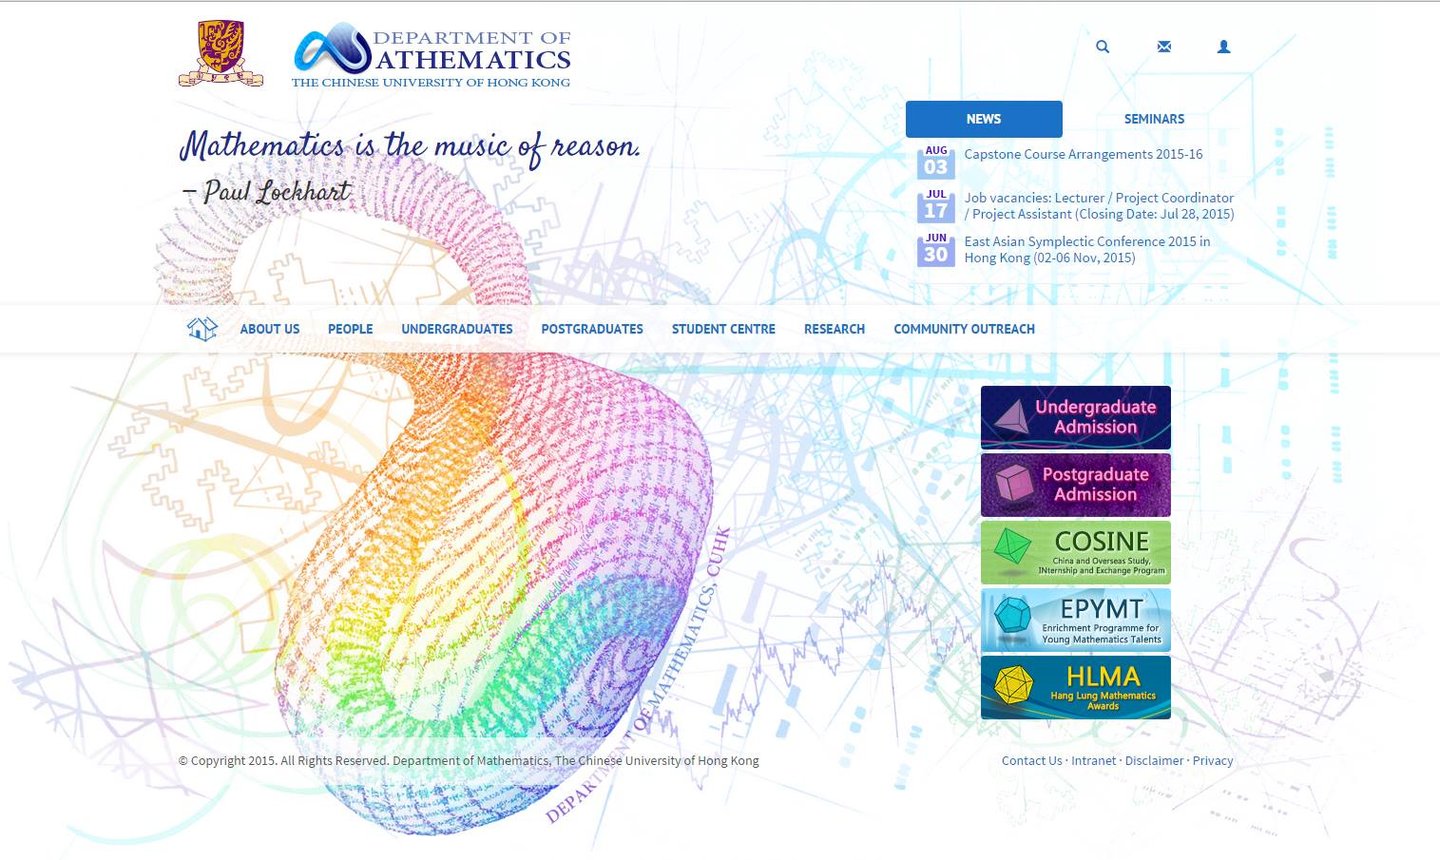 DEPARTMENT OF
MATHEMATICS
THE CHINESE UNIVERSITY OF HONG KONG
Mathematics is the music of reason.
– Paul Lockhart
NEWS
SEMINARS
AUG
03
Capstone Course Arrangements 2015-16
JUL
17
Job vacancies: Lecturer / Project Coordinator
/ Project Assistant (Closing Date: Jul 28, 2015)
JUN
30
East Asian Symplectic Conference 2015 in
Hong Kong (02-06 Nov, 2015)
ABOUT US
PEOPLE
UNDERGRADUATES
POSTGRADUATES
STUDENT CENTRE
RESEARCH
COMMUNITY OUTREACH
Undergraduate
Admission
Postgraduate
Admission
COSINE
China and Overseas Study,
INternship and Exchange Program
EPYMT
Enrichment Programme for
Young Mathematics Talents
HLMA
Hang Lung Mathematics
Awards
DEPARTMENT OF MATHEMATICS, CUHK
© Copyright 2015. All Rights Reserved. Department of Mathematics, The Chinese University of Hong Kong
Contact Us · Intranet · Disclaimer · Privacy